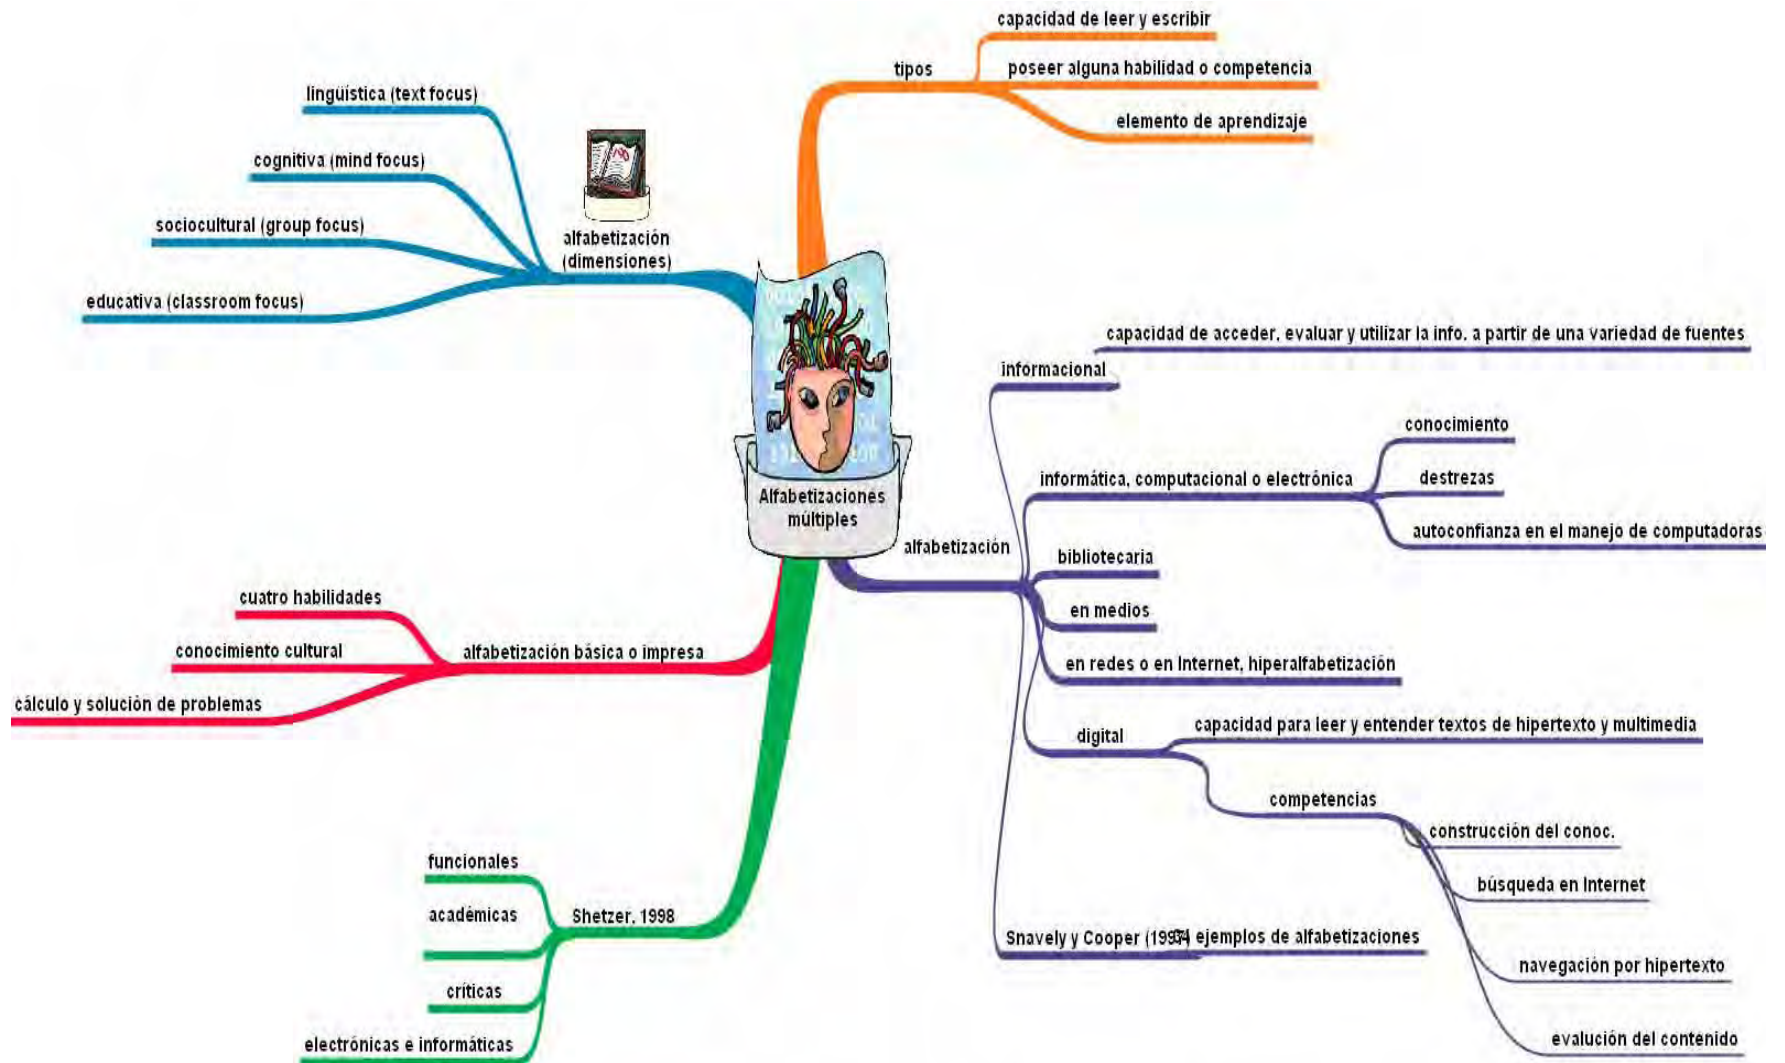 capacidad de leer y escribir
tipos
poseer alguna habilidad o competencia
elemento de aprendizaje
lingüística (text focus)
cognitiva (mind focus)
sociocultural (group focus)
educativa (classroom focus)
alfabetización
(dimensiones)
Alfabetizaciones
múltiples
capacidad de acceder, evaluar y utilizar la info. a partir de una variedad de fuentes
informacional
conocimiento
informática, computacional o electrónica
destrezas
autoconfianza en el manejo de computadoras
alfabetización
bibliotecaria
en medios
en redes o en Internet, hiperalfabetización
digital
capacidad para leer y entender textos de hipertexto y multimedia
competencias
construcción del conoc.
búsqueda en Internet
navegación por hipertexto
evalución del contenido
Snavely y Cooper ejemplos de alfabetizaciones
cuatro habilidades
conocimiento cultural
alfabetización básica o impresa
cálculo y solución de problemas
funcionales
académicas
Shetzer, 1998
críticas
electrónicas e informáticas